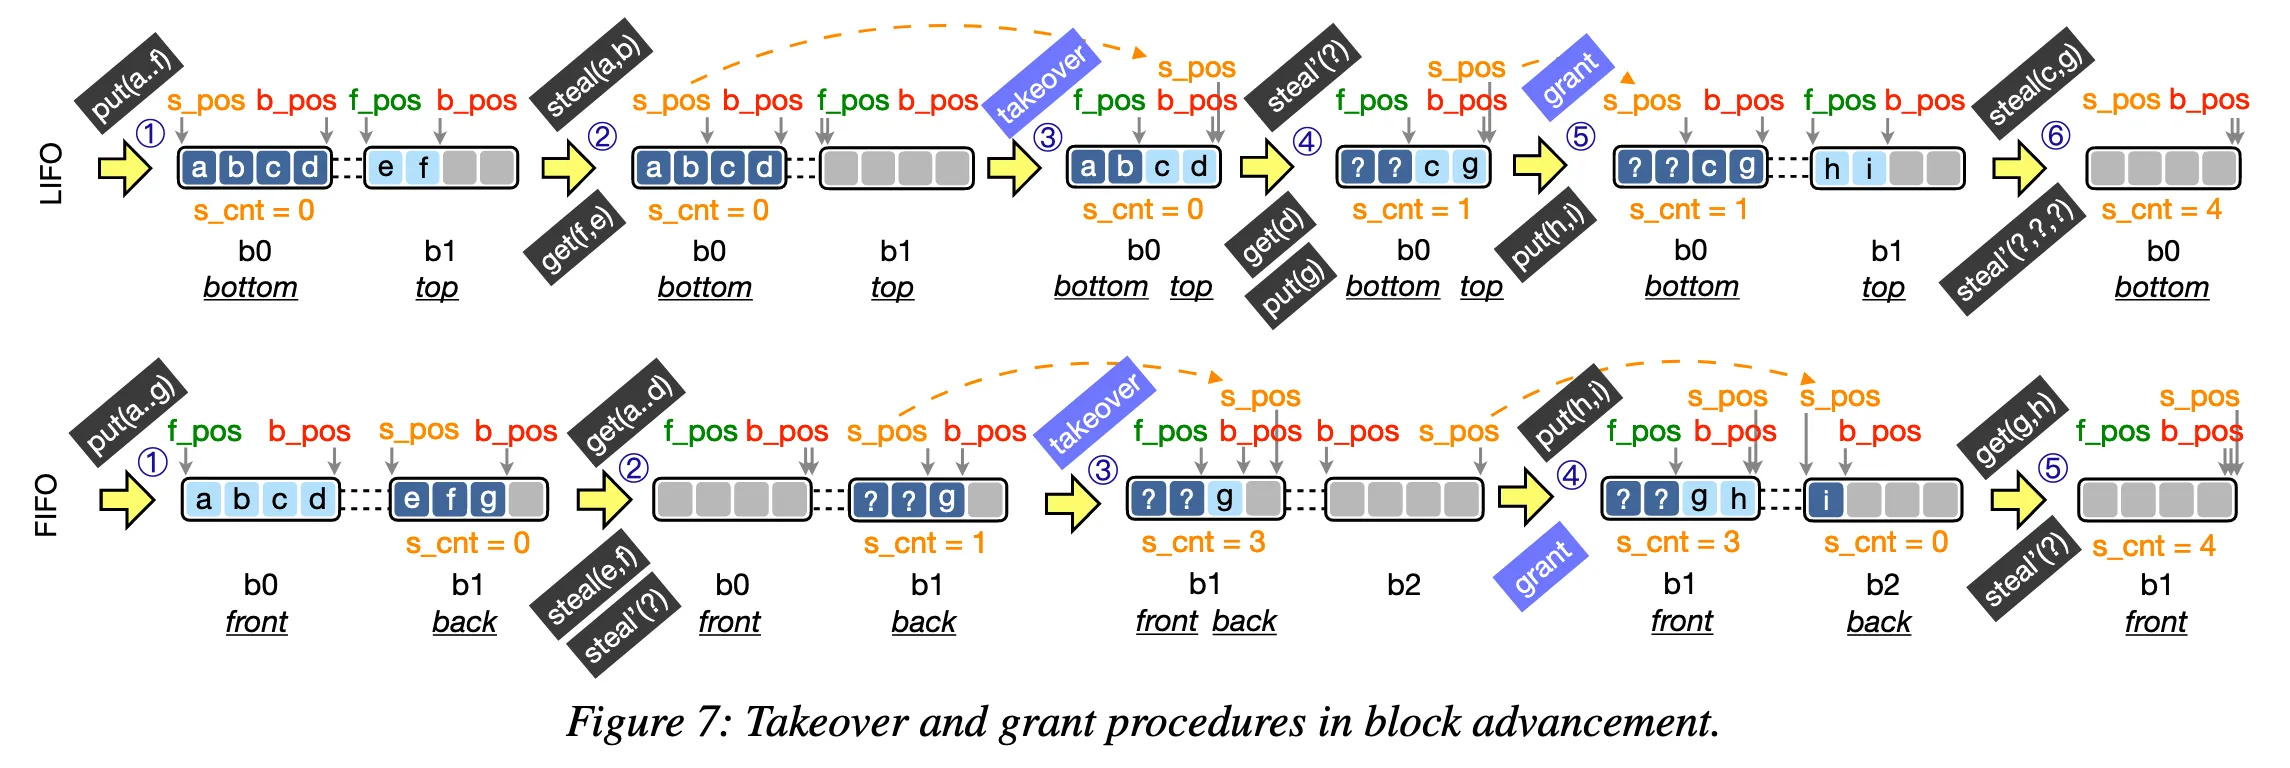 LIFO
put(a..f)
①
s_pos b_pos f_pos b_pos
a b c d e f
s_cnt = 0
b0 b1
bottom top
steal(a,b)
②
get(f,e)
s_pos b_pos f_pos b_pos
a b c d
s_cnt = 0
b0 b1
bottom top
takeover
③
s_pos
f_pos b_pos
a b c d
s_cnt = 0
b0
bottom top
steal'(?)
④
get(d)
put(g)
s_pos
f_pos b_pos
? ? c g
s_cnt = 1
b0
bottom top
grant
⑤
put(h,i)
s_pos b_pos f_pos b_pos
? ? c g h i
s_cnt = 1
b0 b1
bottom top
steal(c,g)
⑥
steal'(?,?,?)
s_pos b_pos
s_cnt = 4
b0
bottom
FIFO
put(a..g)
①
f_pos b_pos s_pos b_pos
a b c d e f g
s_cnt = 0
b0 b1
front back
get(a..d)
②
steal(e,f)
steal'(?)
f_pos b_pos s_pos b_pos
? ? g
s_cnt = 1
b0 b1
front back
takeover
③
s_pos
f_pos b_pos b_pos s_pos
? ? g
s_cnt = 3
b1 b2
front back
put(h,i)
④
grant
s_pos s_pos
f_pos b_pos b_pos
? ? g h i
s_cnt = 3 s_cnt = 0
b1 b2
front back
get(g,h)
⑤
steal'(?)
s_pos
f_pos b_pos
s_cnt = 4
b1
front
Figure 7: Takeover and grant procedures in block advancement.